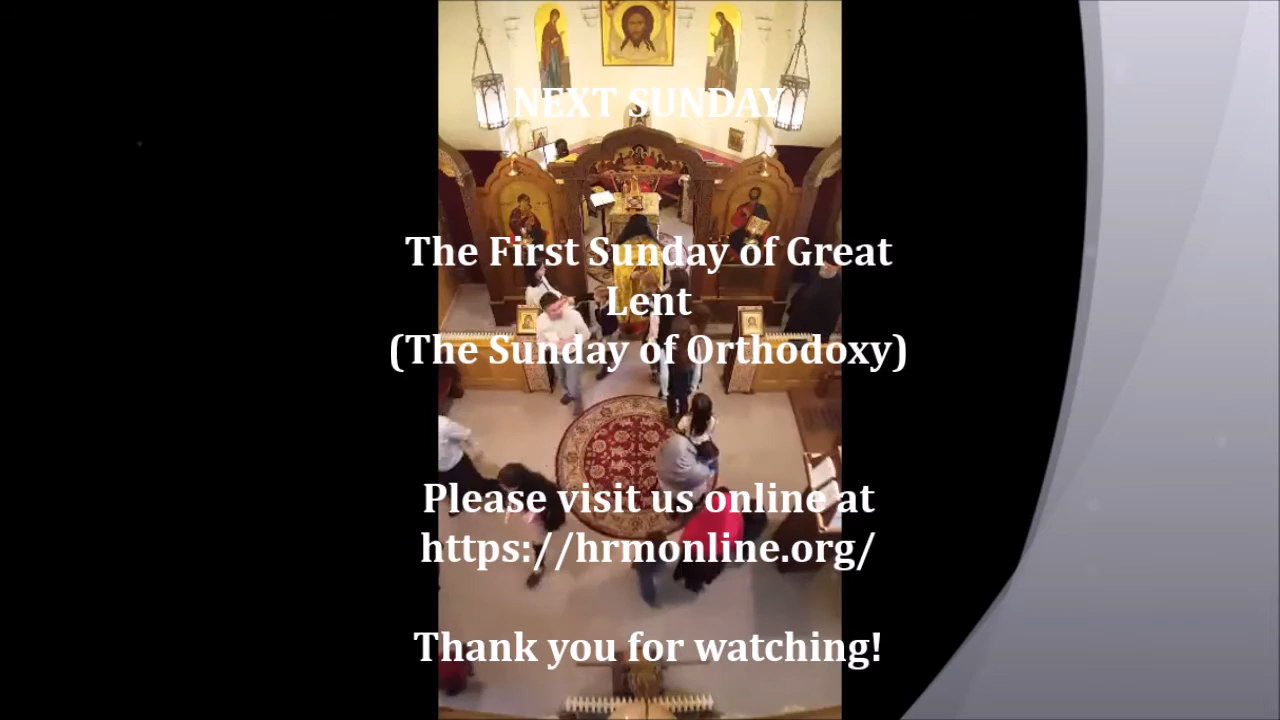 NEXT SUNDAY
The First Sunday of Great
Lent
(The Sunday of Orthodoxy)
Please visit us online at
https://hrmonline.org/
Thank you for watching!